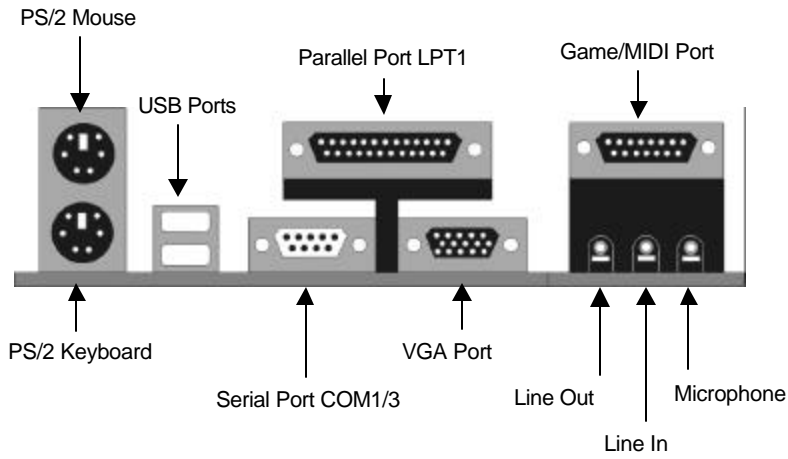 PS/2 Mouse
Parallel Port LPT1
Game/MIDI Port
USB Ports
PS/2 Keyboard
VGA Port
Serial Port COM1/3
Line Out
Microphone
Line In